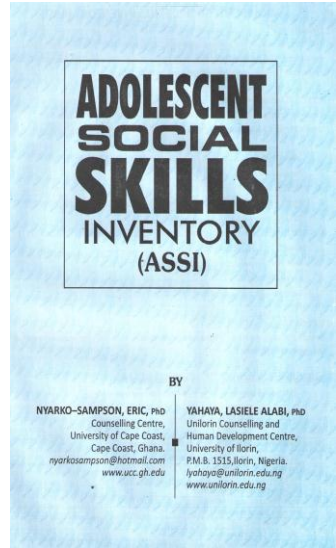 ADOLESCENT
SOCIAL
SKILLS
INVENTORY
(ASSI)
BY
NYARKO–SAMPSON, ERIC, PhD
Counselling Centre,
University of Cape Coast,
Cape Coast, Ghana.
nyarkosampson@hotmail.com
www.ucc.gh.edu
YAHAYA, LASIELE ALABI, PhD
Unilorin Counselling and
Human Development Centre,
University of Ilorin,
P.M.B. 1515,Ilorin, Nigeria.
lyahaya@unilorin.edu.ng
www.unilorin.edu.ng